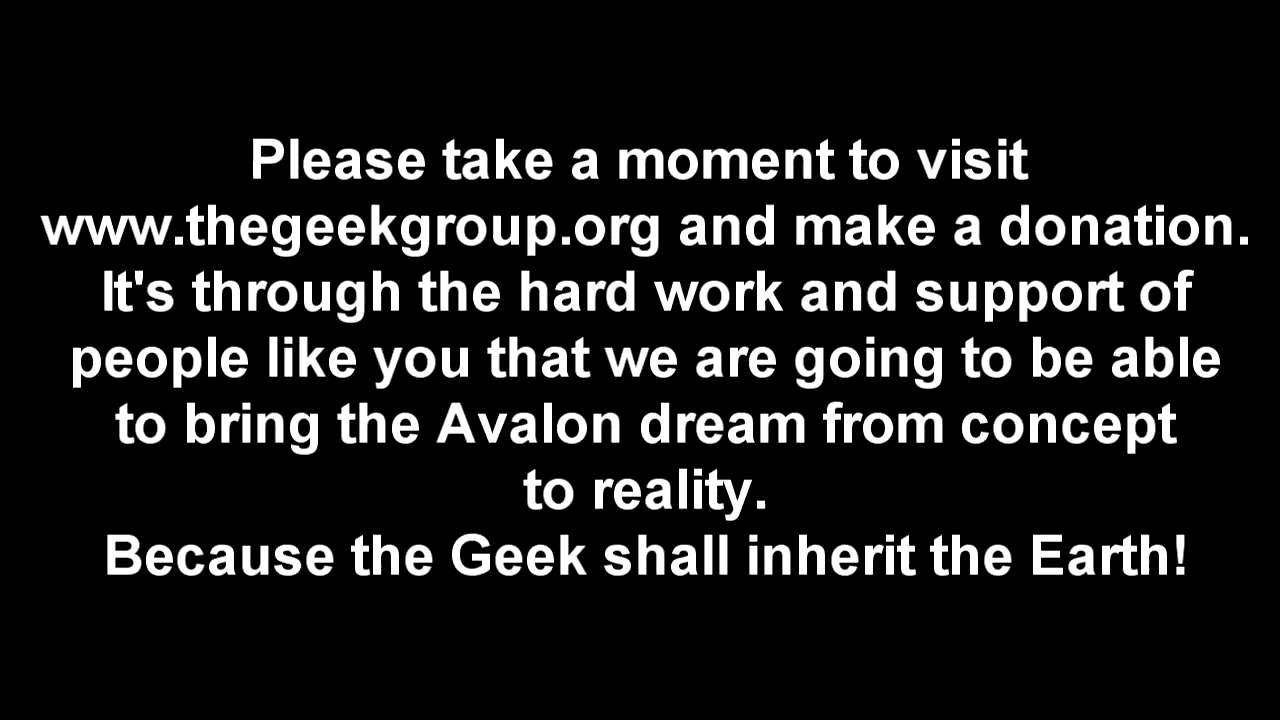 Please take a moment to visit
www.thegeekgroup.org and make a donation.
It's through the hard work and support of
people like you that we are going to be able
to bring the Avalon dream from concept
to reality.
Because the Geek shall inherit the Earth!